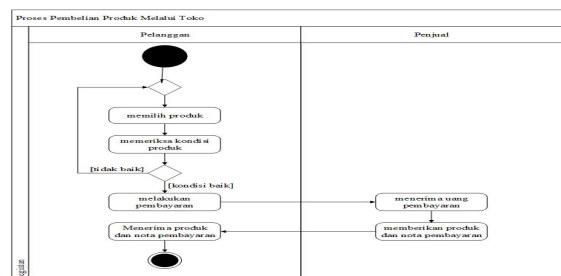 Proses Pembelian Produk Melalui Toko
Pelanggan
Penjual
memilih produk
memeriksa kondisi
produk
[tidak baik]
[kondisi baik]
melakukan
pembayaran
menerima uang
pembayaran
Menerima produk
dan nota pembayaran
memberikan produk
dan nota pembayaran